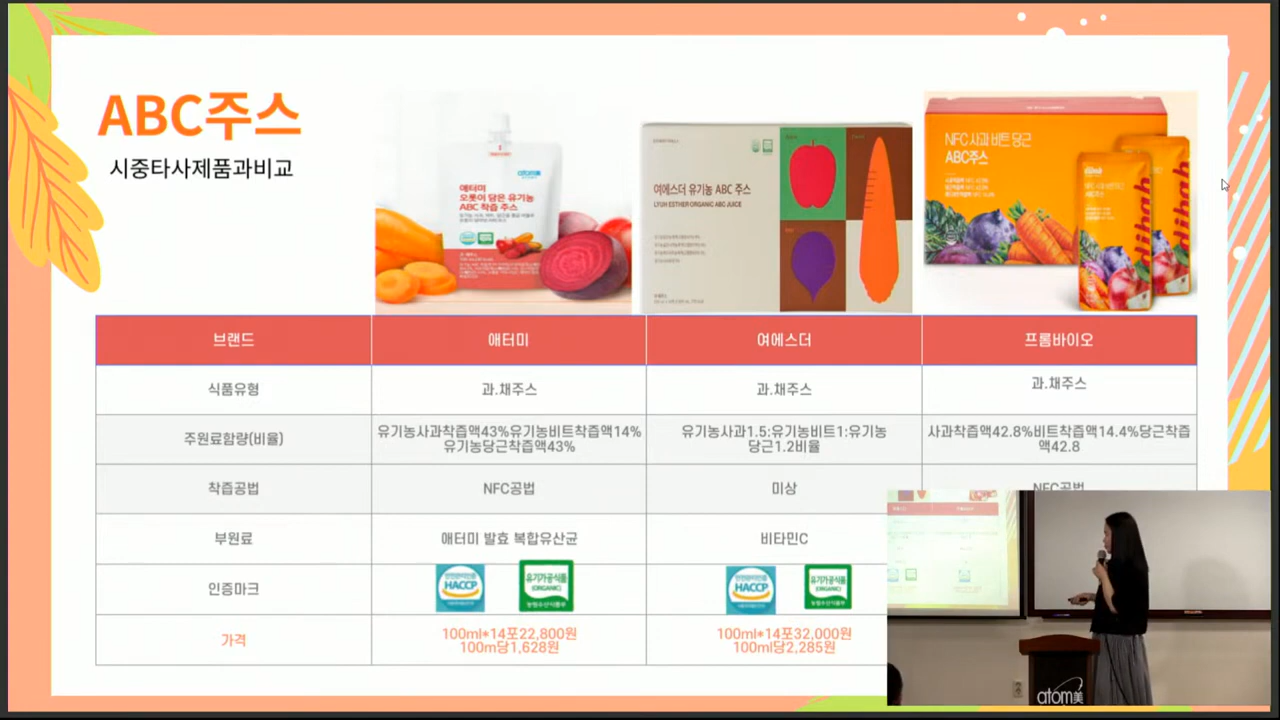 ABC주스
시중타사제품과비교
atom美
애터미
오롯이 담은 유기농
ABC 착즙 주스
여에스더 유기농 ABC 주스
LYUH ESTHER ORGANIC ABC JUICE
NFC 사과 비트 당근
ABC주스
브랜드 애터미 여에스더 프롬바이오
식품유형 과.채주스 과.채주스 과.채주스
주원료함량(비율) 유기농사과착즙액43%유기농비트착즙액14% 유기농사과1.5:유기농비트1:유기농 사과착즙액42.8%비트착즙액14.4%당근착즙
유기농당근착즙액43% 당근1.2비율 액42.8
착즙공법 NFC공법 미상 NFC공법
부원료 애터미 발효 복합유산균 비타민C
인증마크 HACCP 유기가공식품 HACCP 유기가공식품
(ORGANIC) (ORGANIC)
농림축산식품부
가격 100ml*14포22,800원 100ml*14포32,000원
100m당1,628원 100ml당2,285원
atom美